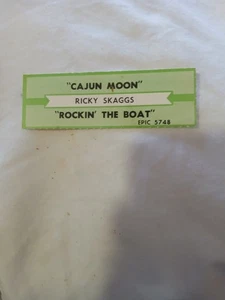 "CAJUN MOON"
RICKY SKAGGS
"ROCKIN' THE BOAT"
EPIC 5748